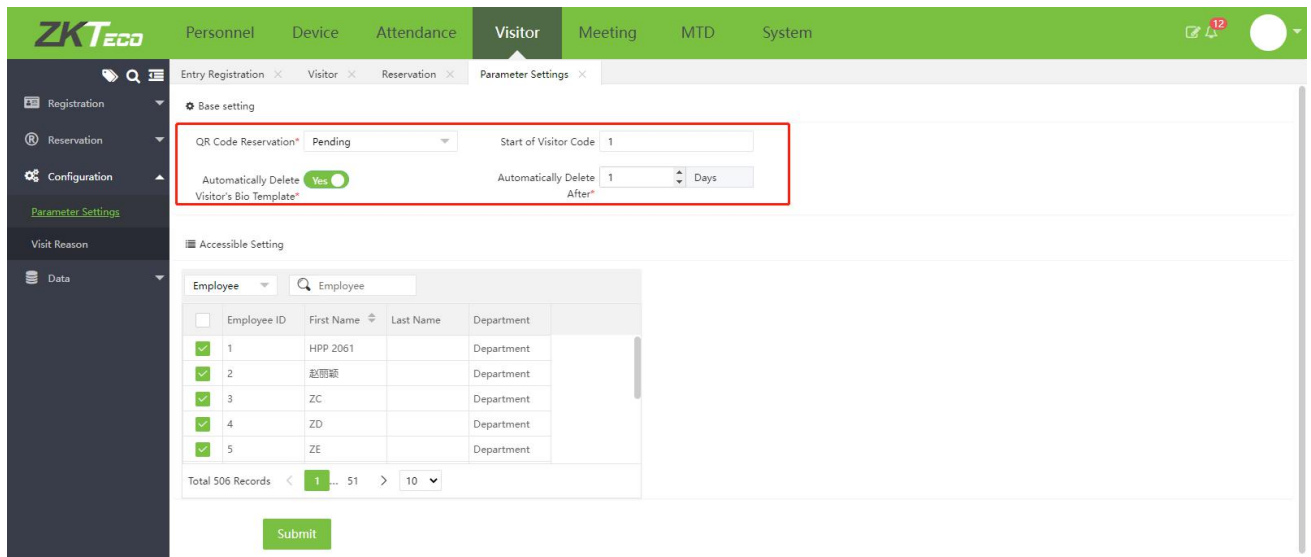 ZKTeco Personnel Device Attendance Visitor Meeting MTD System 12
Entry Registration Visitor Reservation Parameter Settings
Registration
Base setting
Reservation
QR Code Reservation* Pending Start of Visitor Code 1
Configuration
Automatically Delete Yes Automatically Delete 1 Days
Visitor's Bio Template* After*
Parameter Settings
Visit Reason
Accessible Setting
Data
Employee Employee
Employee ID First Name Last Name Department
1 HPP 2061 Department
2 赵丽颖 Department
3 ZC Department
4 ZD Department
5 ZE Department
Total 506 Records < 1 ... 51 > 10
Submit